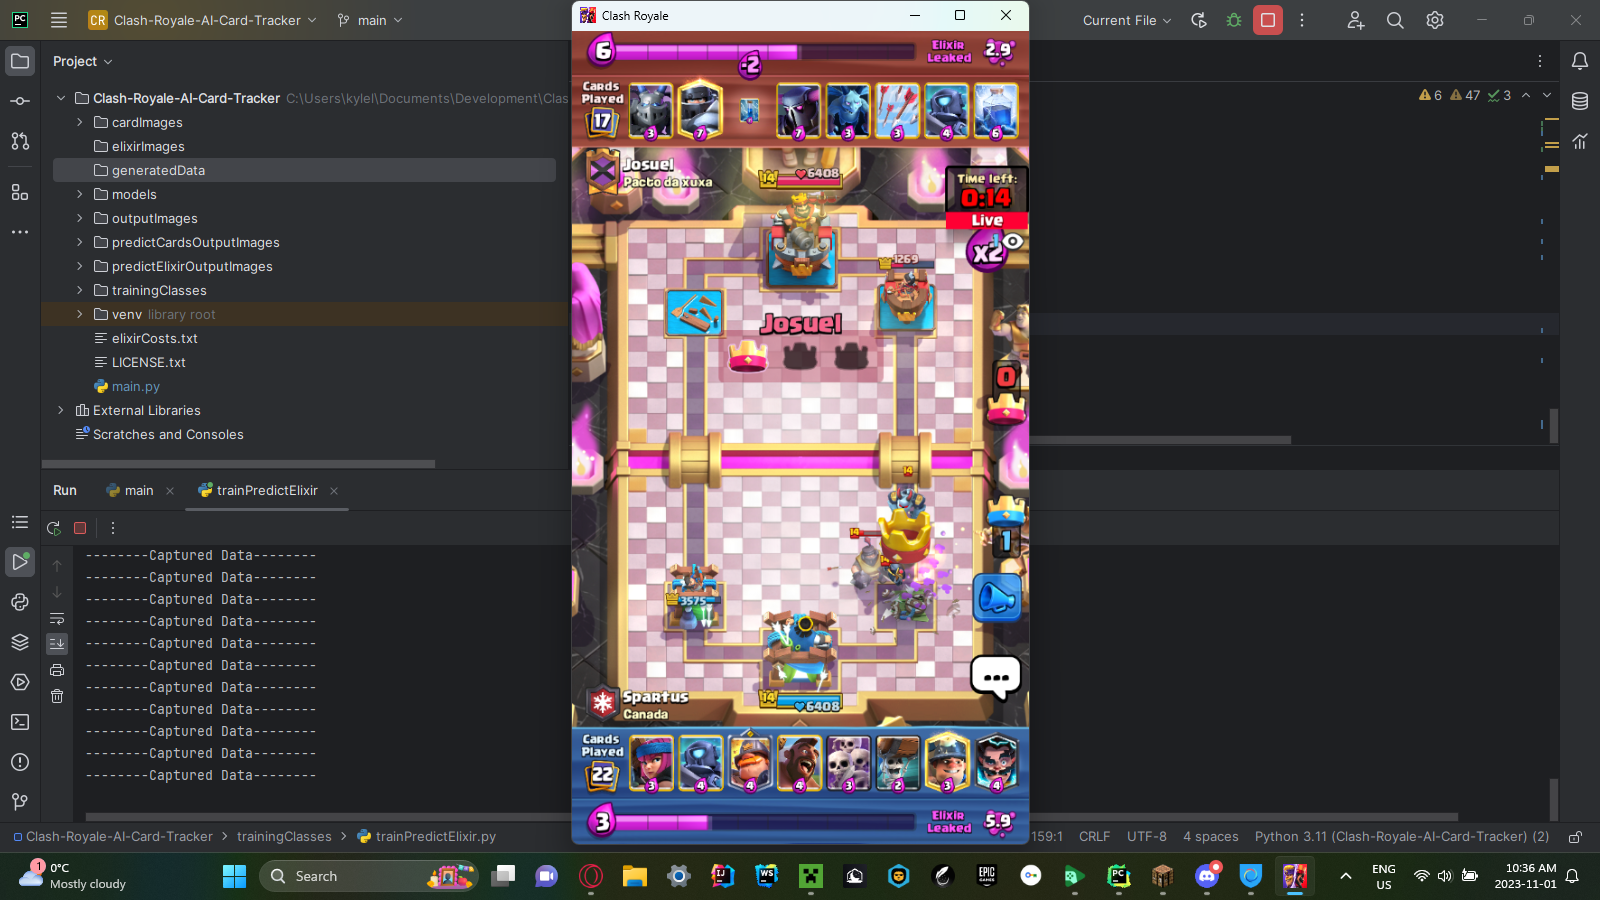 PC
CR
Clash-Royale-AI-Card-Tracker
main
Clash Royale
Current File
Project
6 47 3
Clash-Royale-AI-Card-Tracker C:\Users\kylel\Documents\Development\Clas
cardImages
elixirImages
generatedData
models
outputImages
predictCardsOutputImages
predictElixirOutputImages
trainingClasses
venv library root
elixirCosts.txt
LICENSE.txt
main.py
External Libraries
Scratches and Consoles
Run
main
trainPredictElixir
--------Captured Data--------
--------Captured Data--------
--------Captured Data--------
--------Captured Data--------
--------Captured Data--------
--------Captured Data--------
--------Captured Data--------
--------Captured Data--------
--------Captured Data--------
--------Captured Data--------
--------Captured Data--------
6
-2
Elixir
Leaked
2.9
Cards
Played
17
3 7 7 3 3 4 6
Josuel
Pacto da xuxa
14 6408
Time left:
0:14
Live
x2
1
1269
Josuel
0
14
14
1
3575
Spartus
Canada
14 6408
Cards
Played
22
3 4 4 4 3 2 3 4
3
Elixir
Leaked
5.9
Clash-Royale-AI-Card-Tracker
trainingClasses
trainPredictElixir.py
159:1
CRLF
UTF-8
4 spaces
Python 3.11 (Clash-Royale-AI-Card-Tracker) (2)
1
0°C
Mostly cloudy
Search
IJ
WS
EPIC
GAMES
PC
ENG
US
10:36 AM
2023-11-01